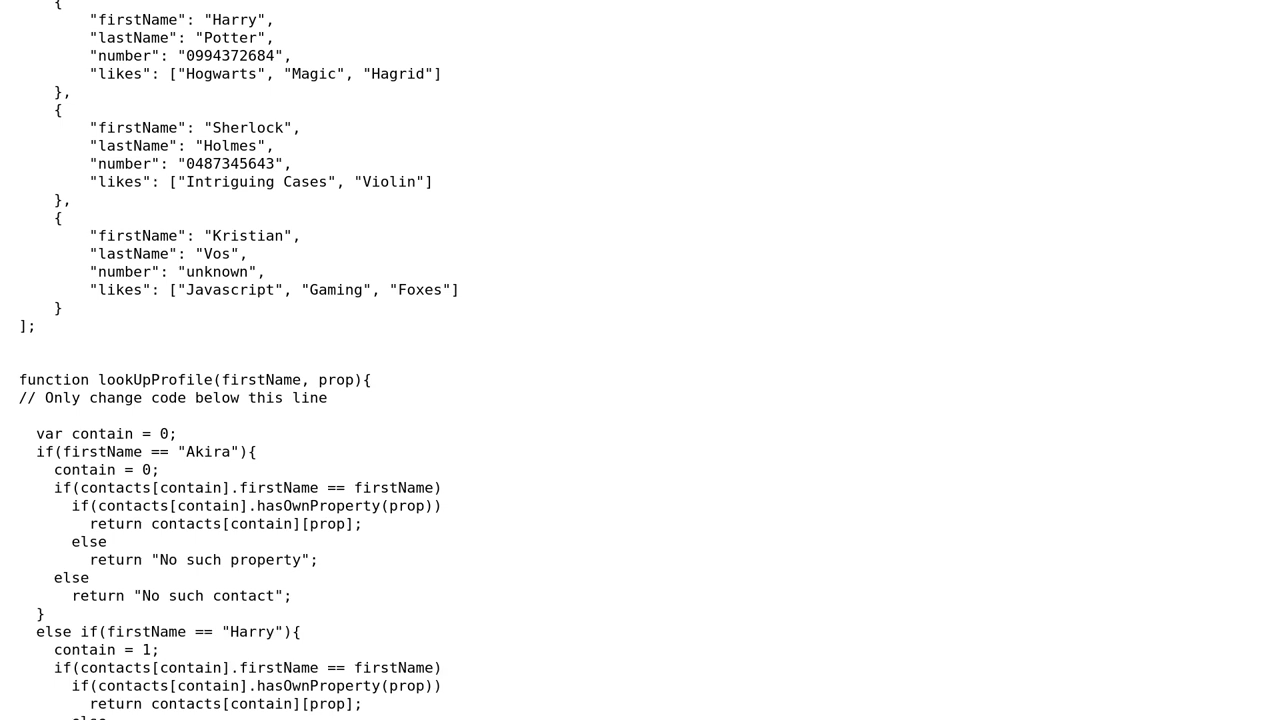 {
        "firstName": "Harry",
        "lastName": "Potter",
        "number": "0994372684",
        "likes": ["Hogwarts", "Magic", "Hagrid"]
    },
    {
        "firstName": "Sherlock",
        "lastName": "Holmes",
        "number": "0487345643",
        "likes": ["Intriguing Cases", "Violin"]
    },
    {
        "firstName": "Kristian",
        "lastName": "Vos",
        "number": "unknown",
        "likes": ["Javascript", "Gaming", "Foxes"]
    }
];


function lookUpProfile(firstName, prop){
// Only change code below this line

  var contain = 0;
  if(firstName == "Akira"){
    contain = 0;
    if(contacts[contain].firstName == firstName)
      if(contacts[contain].hasOwnProperty(prop))
        return contacts[contain][prop];
      else
        return "No such property";
    else
      return "No such contact";
  }
  else if(firstName == "Harry"){
    contain = 1;
    if(contacts[contain].firstName == firstName)
      if(contacts[contain].hasOwnProperty(prop))
        return contacts[contain][prop];
      else